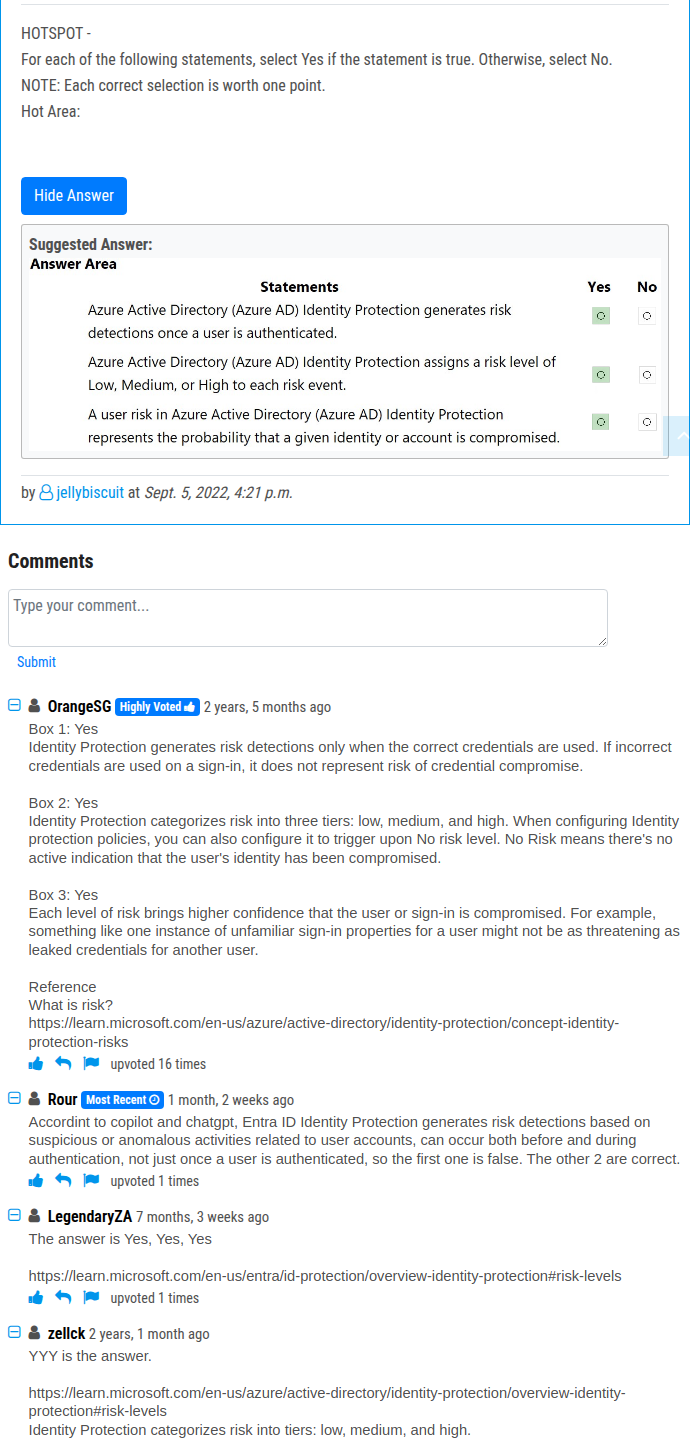 HOTSPOT -
For each of the following statements, select Yes if the statement is true. Otherwise, select No.
NOTE: Each correct selection is worth one point.
Hot Area:
Hide Answer
Suggested Answer:
Answer Area
Statements Yes No
Azure Active Directory (Azure AD) Identity Protection generates risk
detections once a user is authenticated.
Azure Active Directory (Azure AD) Identity Protection assigns a risk level of
Low, Medium, or High to each risk event.
A user risk in Azure Active Directory (Azure AD) Identity Protection
represents the probability that a given identity or account is compromised.
by jellybiscuit at Sept. 5, 2022, 4:21 p.m.
Comments
Type your comment...
Submit
OrangeSG Highly Voted 2 years, 5 months ago
Box 1: Yes
Identity Protection generates risk detections only when the correct credentials are used. If incorrect
credentials are used on a sign-in, it does not represent risk of credential compromise.
Box 2: Yes
Identity Protection categorizes risk into three tiers: low, medium, and high. When configuring Identity
protection policies, you can also configure it to trigger upon No risk level. No Risk means there's no
active indication that the user's identity has been compromised.
Box 3: Yes
Each level of risk brings higher confidence that the user or sign-in is compromised. For example,
something like one instance of unfamiliar sign-in properties for a user might not be as threatening as
leaked credentials for another user.
Reference
What is risk?
https://learn.microsoft.com/en-us/azure/active-directory/identity-protection/concept-identity-
protection-risks
upvoted 16 times
Rour Most Recent 1 month, 2 weeks ago
Accordint to copilot and chatgpt, Entra ID Identity Protection generates risk detections based on
suspicious or anomalous activities related to user accounts, can occur both before and during
authentication, not just once a user is authenticated, so the first one is false. The other 2 are correct.
upvoted 1 times
LegendaryZA 7 months, 3 weeks ago
The answer is Yes, Yes, Yes
https://learn.microsoft.com/en-us/entra/id-protection/overview-identity-protection#risk-levels
upvoted 1 times
zellck 2 years, 1 month ago
YYY is the answer.
https://learn.microsoft.com/en-us/azure/active-directory/identity-protection/overview-identity-
protection#risk-levels
Identity Protection categorizes risk into tiers: low, medium, and high.